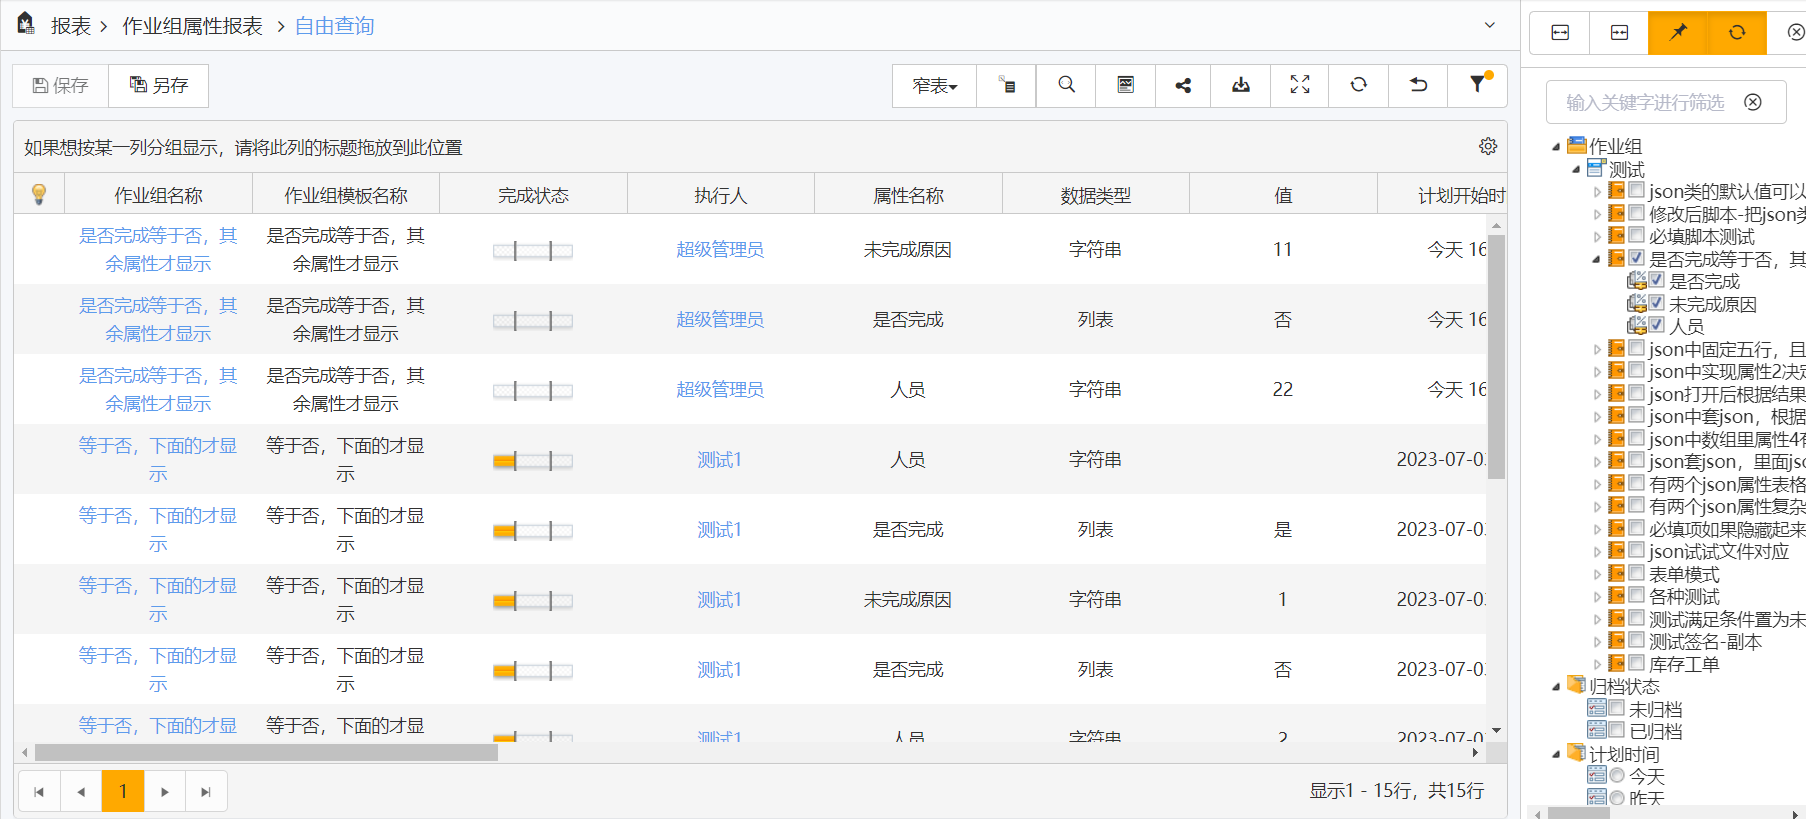 报表 > 作业组属性报表 > 自由查询
保存 另存 窄表
如果想按某一列分组显示，请将此列的标题拖放到此位置
作业组名称 作业组模板名称 完成状态 执行人 属性名称 数据类型 值 计划开始时
是否完成等于否，其 是否完成等于否，其
余属性才显示 余属性才显示 超级管理员 未完成原因 字符串 11 今天 16
是否完成等于否，其 是否完成等于否，其
余属性才显示 余属性才显示 超级管理员 是否完成 列表 否 今天 16
是否完成等于否，其 是否完成等于否，其
余属性才显示 余属性才显示 超级管理员 人员 字符串 22 今天 16
等于否，下面的才显 等于否，下面的才显
示 示 测试1 人员 字符串 2023-07-0
等于否，下面的才显 等于否，下面的才显
示 示 测试1 是否完成 列表 是 2023-07-0
等于否，下面的才显 等于否，下面的才显
示 示 测试1 未完成原因 字符串 1 2023-07-0
等于否，下面的才显 等于否，下面的才显
示 示 测试1 是否完成 列表 否 2023-07-0
等于否，下面的才显 等于否，下面的才显
测试1 人员 字符串 2 2023-07-0
1
显示1 - 15行，共15行
输入关键字进行筛选
作业组
测试
json类的默认值可以
修改后脚本-把json类
必填脚本测试
是否完成等于否，其
是否完成
未完成原因
人员
json中固定五行，且
json中实现属性2决定
json打开后根据结果
json中套json，根据
json中数组里属性4有
json套json，里面jso
有两个json属性表格
有两个json属性复杂
必填项如果隐藏起来
json试试文件对应
表单模式
各种测试
测试满足条件置为未
测试签名-副本
库存工单
归档状态
未归档
已归档
计划时间
今天
昨天